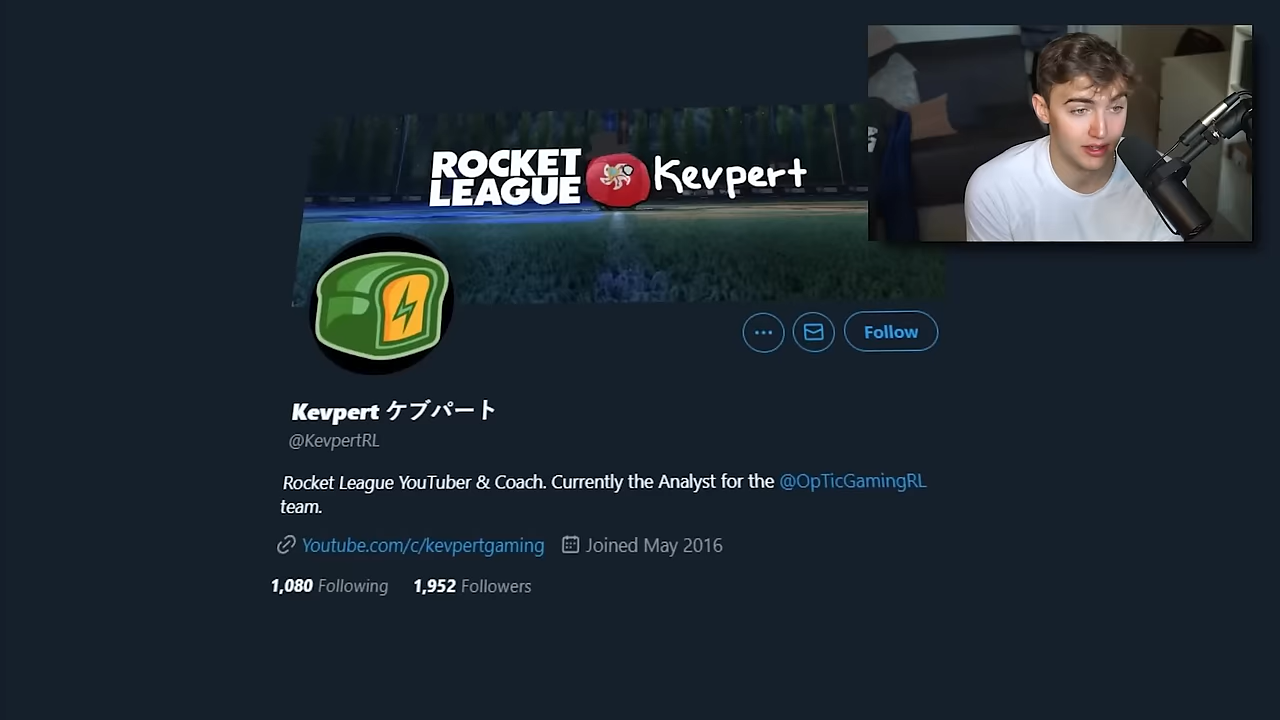 ROCKET
LEAGUE
Kevpert
Follow
Kevpert ケブパート
@KevpertRL
Rocket League YouTuber & Coach. Currently the Analyst for the @OpTicGamingRL
team.
Youtube.com/c/kevpertgaming Joined May 2016
1,080 Following 1,952 Followers